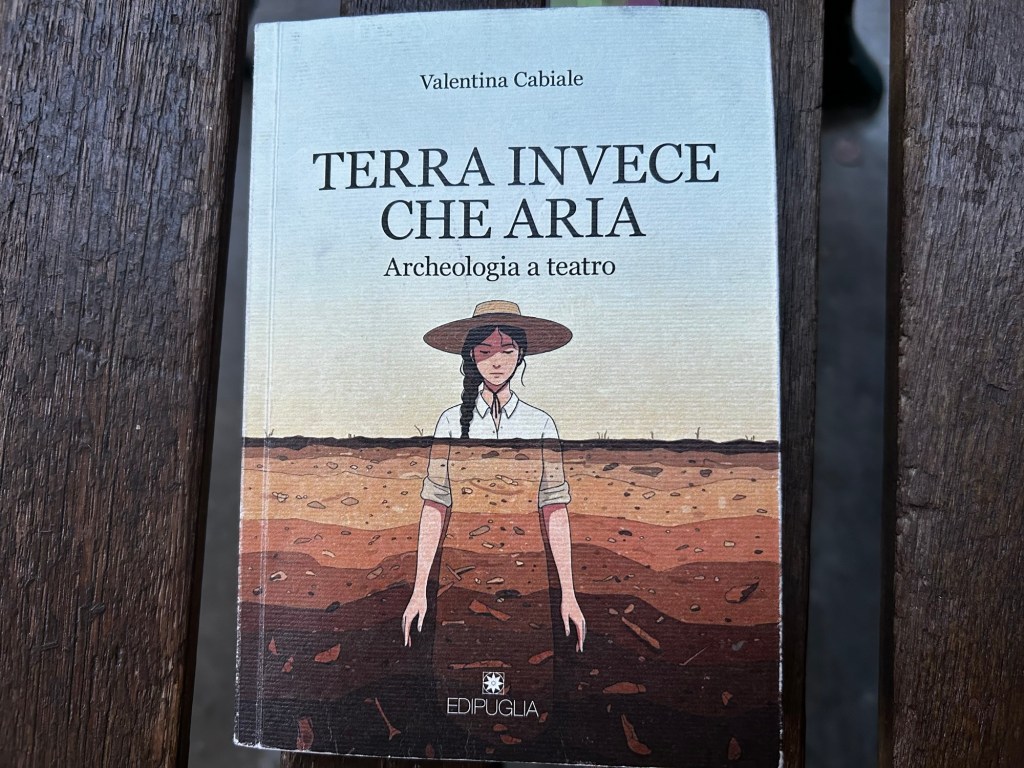 Valentina Cabiale
TERRA INVECE
CHE ARIA
Archeologia a teatro
EDIPUGLIA